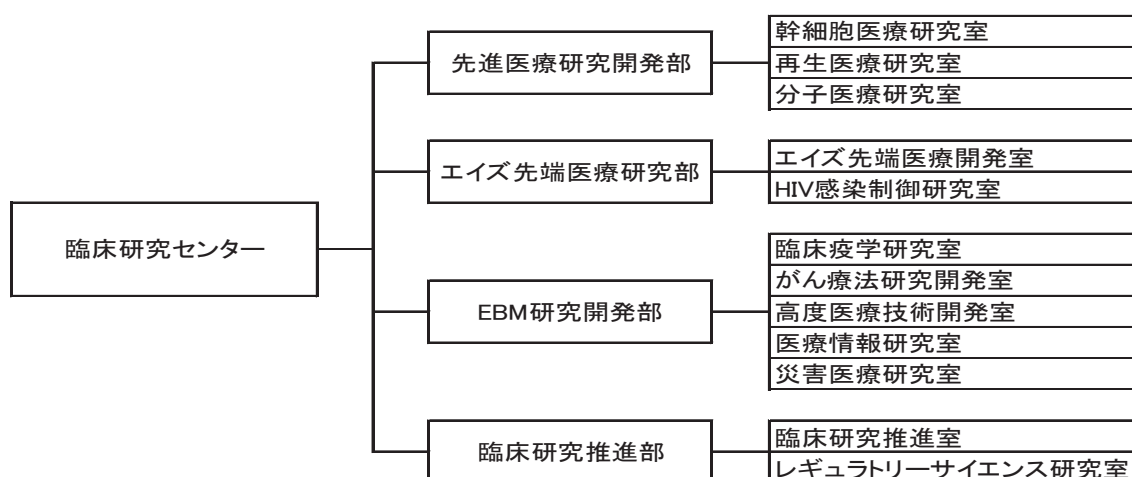 臨床研究センター
先進医療研究開発部
幹細胞医療研究室
再生医療研究室
分子医療研究室
エイズ先端医療研究部
エイズ先端医療開発室
HIV感染制御研究室
EBM研究開発部
臨床疫学研究室
がん療法研究開発室
高度医療技術開発室
医療情報研究室
災害医療研究室
臨床研究推進部
臨床研究推進室
レギュラトリーサイエンス研究室